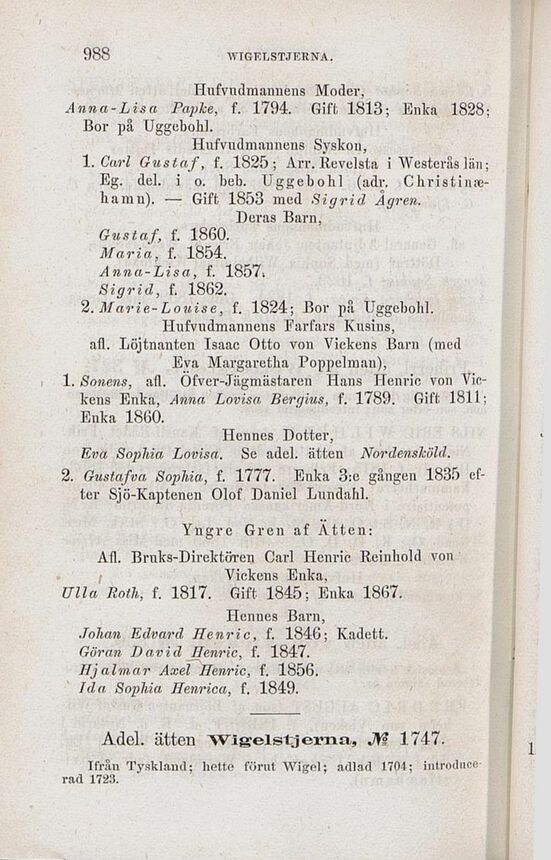 988
WIGELSTJERNA.
Hufvudmannens Moder,
Anna-Lisa Papke, f. 1794. Gift 1813; Enka 1828;
Bor på Uggebohl.
Hufvudmannens Syskon,
1. Carl Gustaf, f. 1825; Arr. Revelsta i Westerås län;
Eg. del. i o. beb. Uggebohl (adr. Christinæ-
hamn). — Gift 1853 med Sigrid Ågren.
Deras Barn,
Gustaf, f. 1860.
Maria, f. 1854.
Anna-Lisa, f. 1857.
Sigrid, f. 1862.
2. Marie-Louise, f. 1824; Bor på Uggebohl.
Hufvudmannens Farfars Kusins,
afl. Löjtnanten Isaac Otto von Vickens Barn (med
Eva Margaretha Poppelman),
1. Sonens, afl. Öfver-Jägmästaren Hans Henric von Vic-
kens Enka, Anna Lovisa Bergius, f. 1789. Gift 1811;
Enka 1860.
Hennes Dotter,
Eva Sophia Lovisa. Se adel. ätten Nordensköld.
2. Gustafva Sophia, f. 1777. Enka 3:e gången 1835 ef-
ter Sjö-Kaptenen Olof Daniel Lundahl.
Yngre Gren af Ätten:
Afl. Bruks-Direktören Carl Henric Reinhold von
Vickens Enka,
Ulla Roth, f. 1817. Gift 1845; Enka 1867.
Hennes Barn,
Johan Edvard Henric, f. 1846; Kadett.
Göran David Henric, f. 1847.
Hjalmar Axel Henric, f. 1856.
Ida Sophia Henrica, f. 1849.
Adel. ätten Wigelstjerna, № 1747.
Ifrån Tyskland; hette förut Wigel; adlad 1704; introduce-
rad 1723.